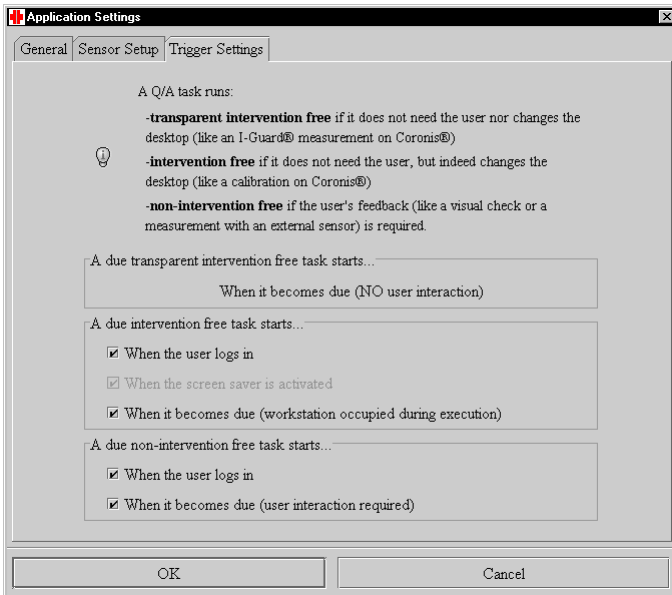 Application Settings
General Sensor Setup Trigger Settings
A Q/A task runs:
-transparent intervention free if it does not need the user nor changes the
desktop (like an I-Guard® measurement on Coronis®)
-intervention free if it does not need the user, but indeed changes the
desktop (like a calibration on Coronis®)
-non-intervention free if the user's feedback (like a visual check or a
measurement with an external sensor) is required.
A due transparent intervention free task starts...
When it becomes due (NO user interaction)
A due intervention free task starts...
When the user logs in
When the screen saver is activated
When it becomes due (workstation occupied during execution)
A due non-intervention free task starts...
When the user logs in
When it becomes due (user interaction required)
OK Cancel